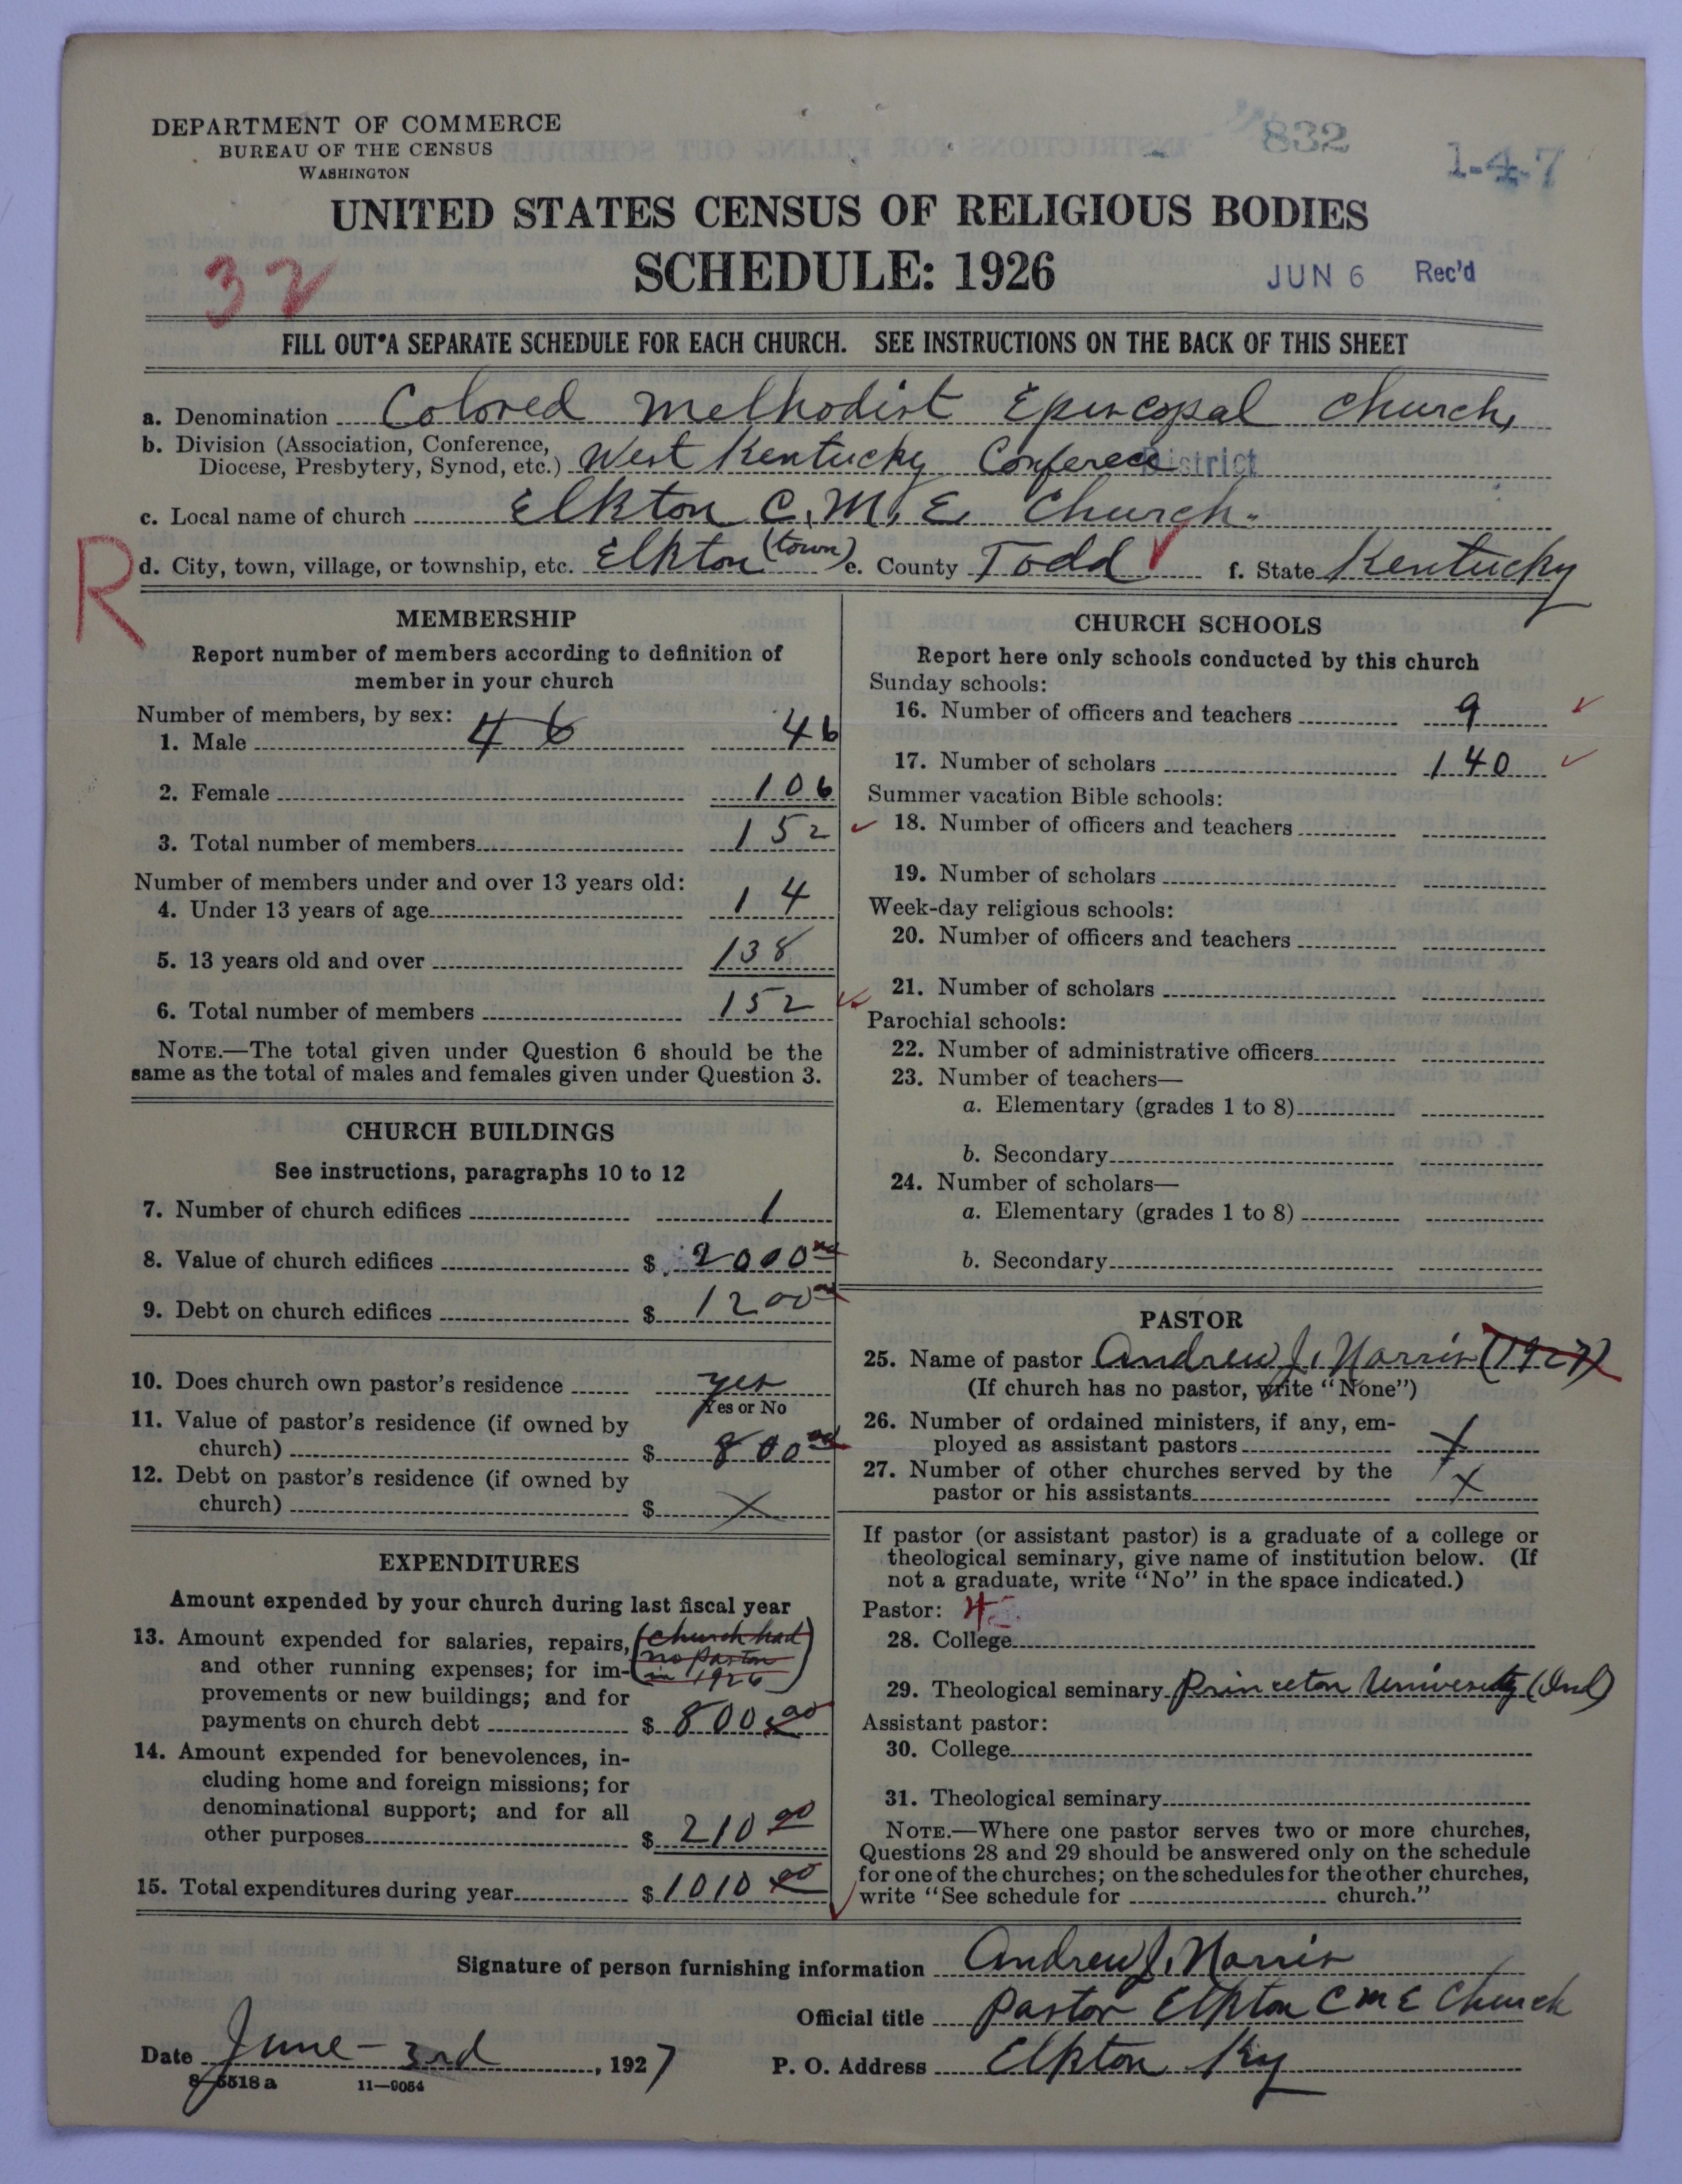 DEPARTMENT OF COMMERCE
BUREAU OF THE CENSUS
WASHINGTON
832
1-4-7
UNITED STATES CENSUS OF RELIGIOUS BODIES
SCHEDULE: 1926
JUN 6 Rec'd
32
FILL OUT A SEPARATE SCHEDULE FOR EACH CHURCH. SEE INSTRUCTIONS ON THE BACK OF THIS SHEET
a. Denomination Colored Methodist Episcopal Church,
b. Division (Association, Conference,
Diocese, Presbytery, Synod, etc.) West Kentucky Conferece District
c. Local name of church Elkton C. M. E. Church.
R
d. City, town, village, or township, etc. Elkton (town) e. County Todd f. State Kentucky
MEMBERSHIP
Report number of members according to definition of
member in your church
Number of members, by sex:
1. Male 46 46
2. Female 106
3. Total number of members 152
Number of members under and over 13 years old:
4. Under 13 years of age 14
5. 13 years old and over 138
6. Total number of members 152
NOTE.—The total given under Question 6 should be the
same as the total of males and females given under Question 3.
CHURCH BUILDINGS
See instructions, paragraphs 10 to 12
7. Number of church edifices 1
8. Value of church edifices $ 2000
9. Debt on church edifices $ 1200
10. Does church own pastor's residence yes
Yes or No
11. Value of pastor's residence (if owned by
church) $ 800
12. Debt on pastor's residence (if owned by
church) $ X
EXPENDITURES
Amount expended by your church during last fiscal year
13. Amount expended for salaries, repairs, (church had
and other running expenses; for im- no Pastor
provements or new buildings; and for in 1926)
payments on church debt $ 800.00
14. Amount expended for benevolences, in-
cluding home and foreign missions; for
denominational support; and for all
other purposes $ 210 00
15. Total expenditures during year $ 1010 00
CHURCH SCHOOLS
Report here only schools conducted by this church
Sunday schools:
16. Number of officers and teachers 9
17. Number of scholars 140
Summer vacation Bible schools:
18. Number of officers and teachers
19. Number of scholars
Week-day religious schools:
20. Number of officers and teachers
21. Number of scholars
Parochial schools:
22. Number of administrative officers
23. Number of teachers—
a. Elementary (grades 1 to 8)
b. Secondary
24. Number of scholars—
a. Elementary (grades 1 to 8)
b. Secondary
PASTOR
25. Name of pastor Andrew J. Norris (1927)
(If church has no pastor, write "None")
26. Number of ordained ministers, if any, em-
ployed as assistant pastors X
27. Number of other churches served by the
pastor or his assistants X
If pastor (or assistant pastor) is a graduate of a college or
theological seminary, give name of institution below. (If
not a graduate, write "No" in the space indicated.)
Pastor:
28. College
29. Theological seminary Princeton University (Ind)
Assistant pastor:
30. College
31. Theological seminary
NOTE.—Where one pastor serves two or more churches,
Questions 28 and 29 should be answered only on the schedule
for one of the churches; on the schedules for the other churches,
write "See schedule for church."
Signature of person furnishing information Andrew J. Norris
Official title Pastor Elkton C M E Church
Date June - 3rd, 1927
P. O. Address Elkton Ky
8-5518 a 11—9054